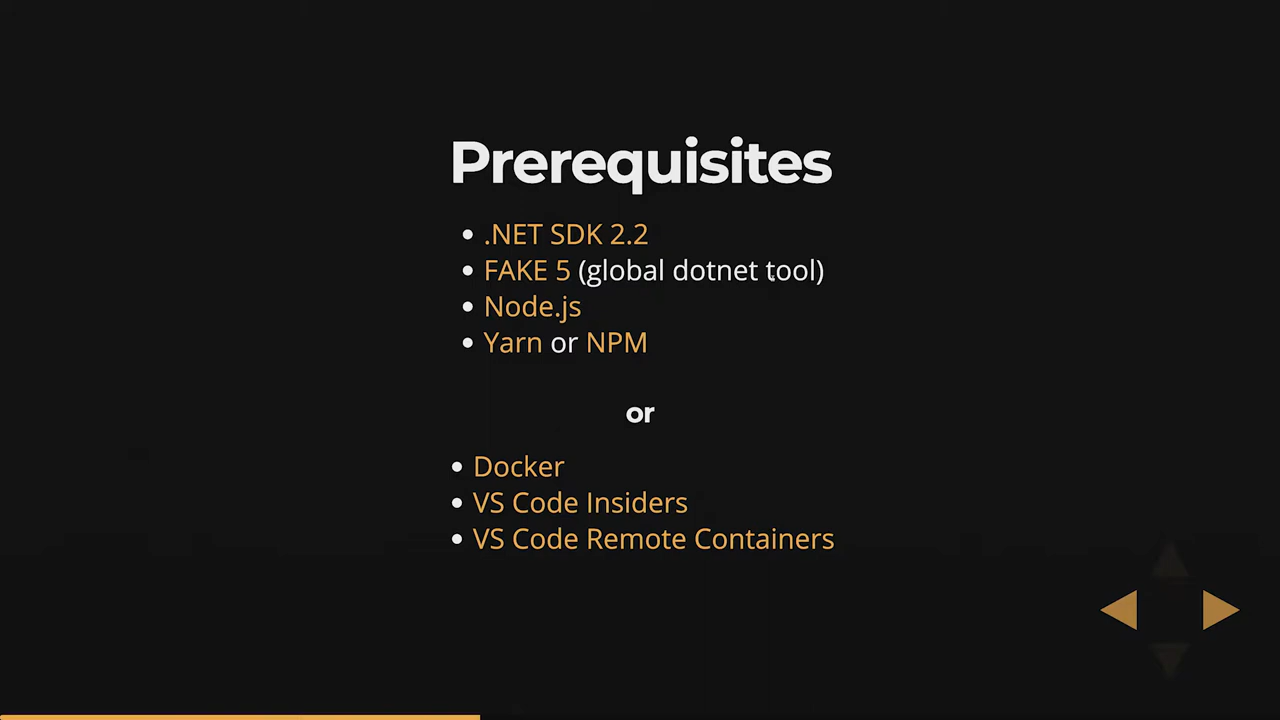 Prerequisites
.NET SDK 2.2
FAKE 5 (global dotnet tool)
Node.js
Yarn or NPM
or
Docker
VS Code Insiders
VS Code Remote Containers